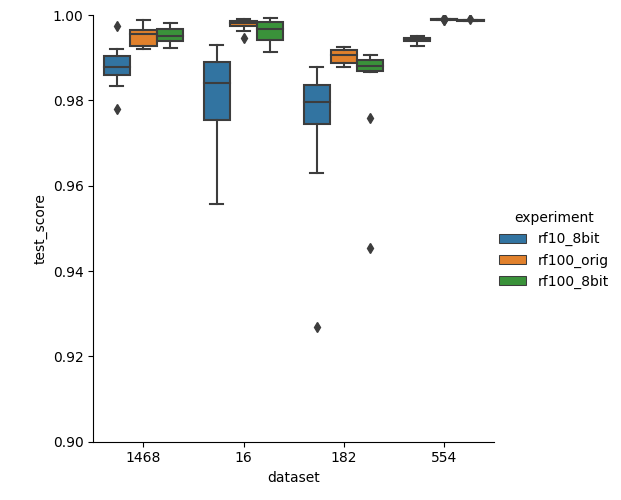 1.00
0.98
0.96
0.94
0.92
0.90
test_score
1468
16
182
554
dataset
experiment
rf10_8bit
rf100_orig
rf100_8bit